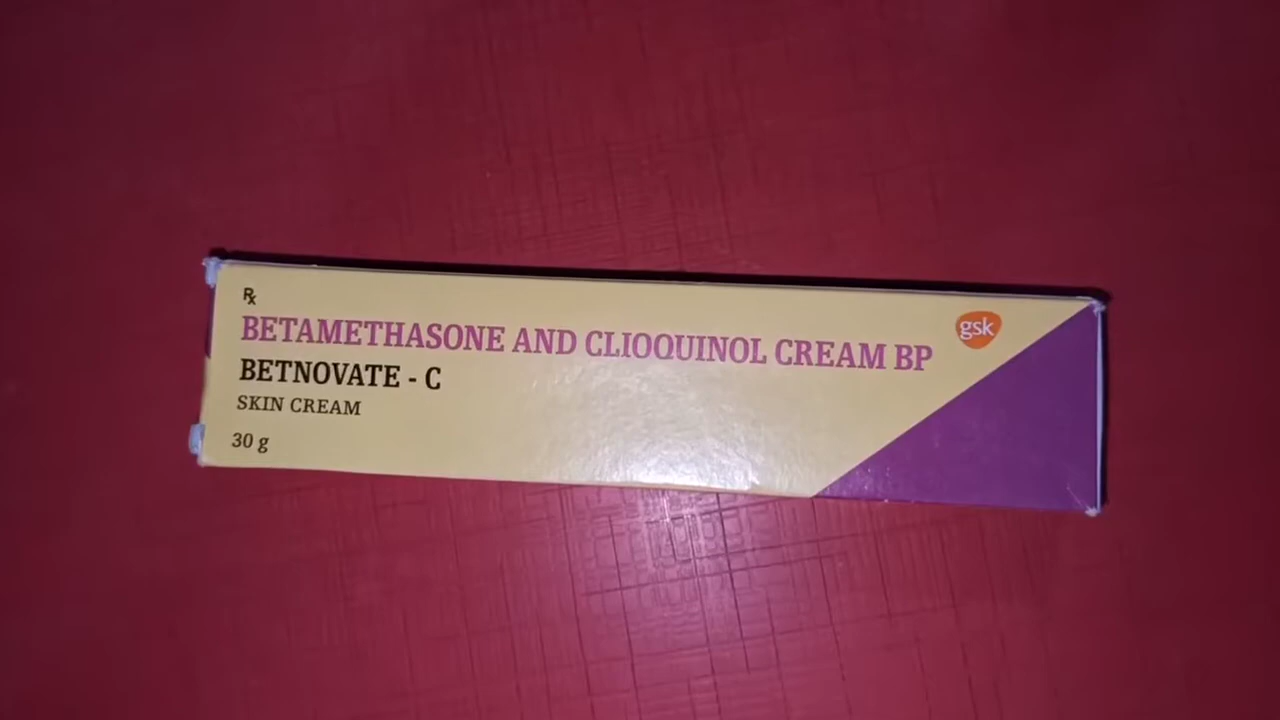 ℞
BETAMETHASONE AND CLIOQUINOL CREAM BP
gsk
BETNOVATE - C
SKIN CREAM
30 g